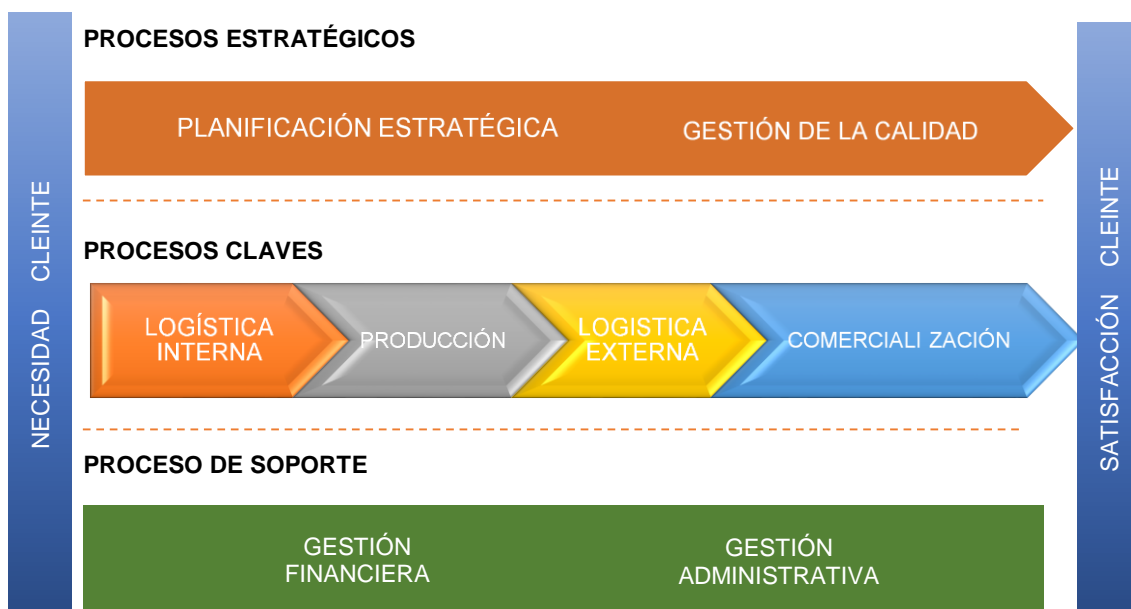 NECESIDAD CLEINTE
PROCESOS ESTRATÉGICOS
PLANIFICACIÓN ESTRATÉGICA
GESTIÓN DE LA CALIDAD
PROCESOS CLAVES
LOGÍSTICA
INTERNA
PRODUCCIÓN
LOGISTICA
EXTERNA
COMERCIALI ZACIÓN
PROCESO DE SOPORTE
GESTIÓN
FINANCIERA
GESTIÓN
ADMINISTRATIVA
SATISFACCIÓN CLEINTE